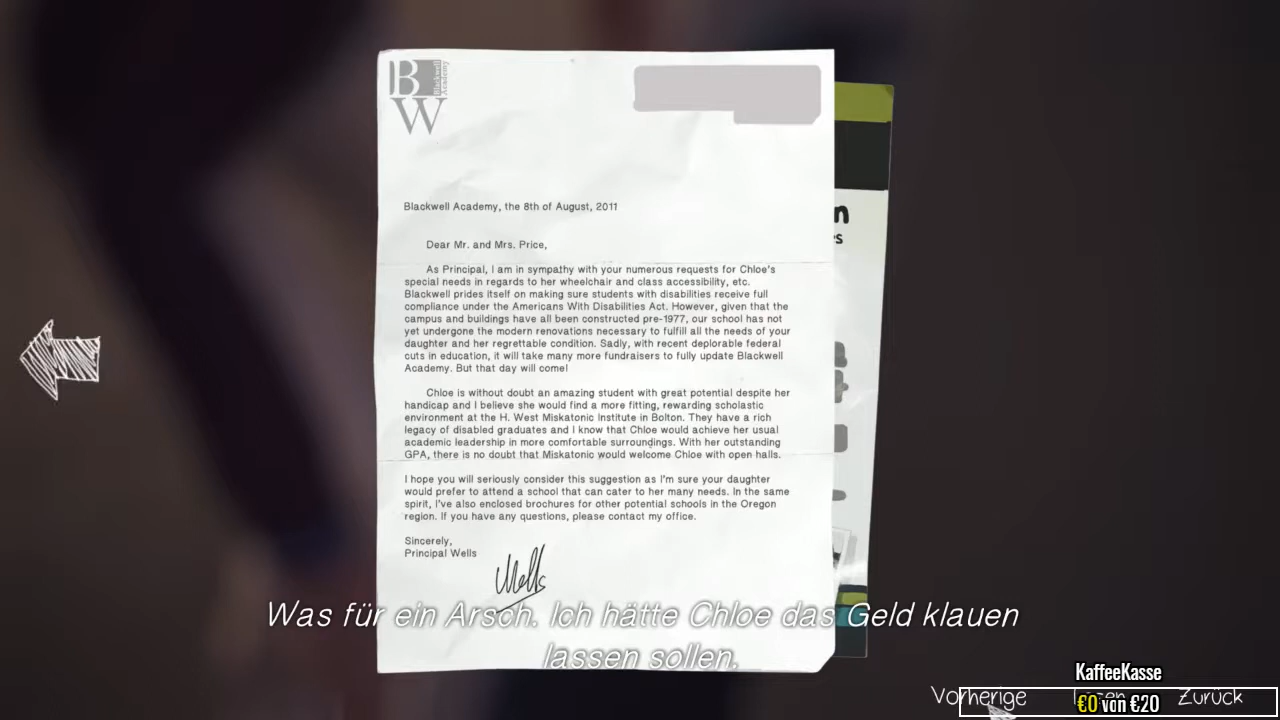 BW
Blackwell Academy
Blackwell Academy, the 8th of August, 2011
Dear Mr. and Mrs. Price,
As Principal, I am in sympathy with your numerous requests for Chloe's
special needs in regards to her wheelchair and class accessibility, etc.
Blackwell prides itself on making sure students with disabilities receive full
compliance under the Americans With Disabilities Act. However, given that the
campus and buildings have all been constructed pre-1977, our school has not
yet undergone the modern renovations necessary to fulfill all the needs of your
daughter and her regrettable condition. Sadly, with recent deplorable federal
cuts in education, it will take many more fundraisers to fully update Blackwell
Academy. But that day will come!
Chloe is without doubt an amazing student with great potential despite her
handicap and I believe she would find a more fitting, rewarding scholastic
environment at the H. West Miskatonic Institute in Bolton. They have a rich
legacy of disabled graduates and I know that Chloe would achieve her usual
academic leadership in more comfortable surroundings. With her outstanding
GPA, there is no doubt that Miskatonic would welcome Chloe with open halls.
I hope you will seriously consider this suggestion as I'm sure your daughter
would prefer to attend a school that can cater to her many needs. In the same
spirit, I've also enclosed brochures for other potential schools in the Oregon
region. If you have any questions, please contact my office.
Sincerely,
Principal Wells
Wells
n
s
Was für ein Arsch. Ich hätte Chloe das Geld klauen
lassen sollen.
KaffeeKasse
Vorherige Lesen Zurück
€0 von €20